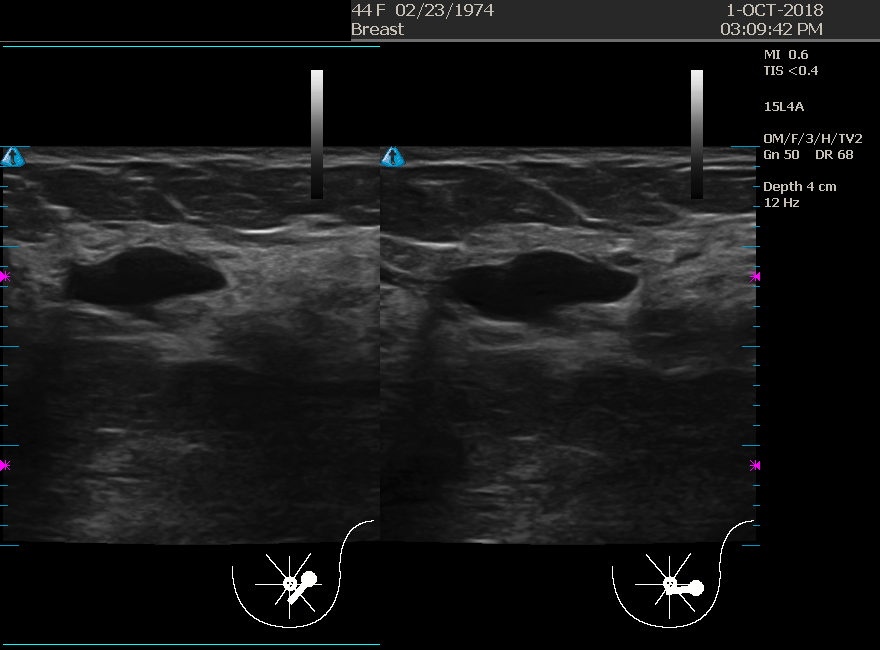 44 F 02/23/1974
1-OCT-2018
Breast
03:09:42 PM
MI 0.6
TIS <0.4
15L4A
OM/F/3/H/TV2
Gn 50 DR 68
Depth 4 cm
12 Hz